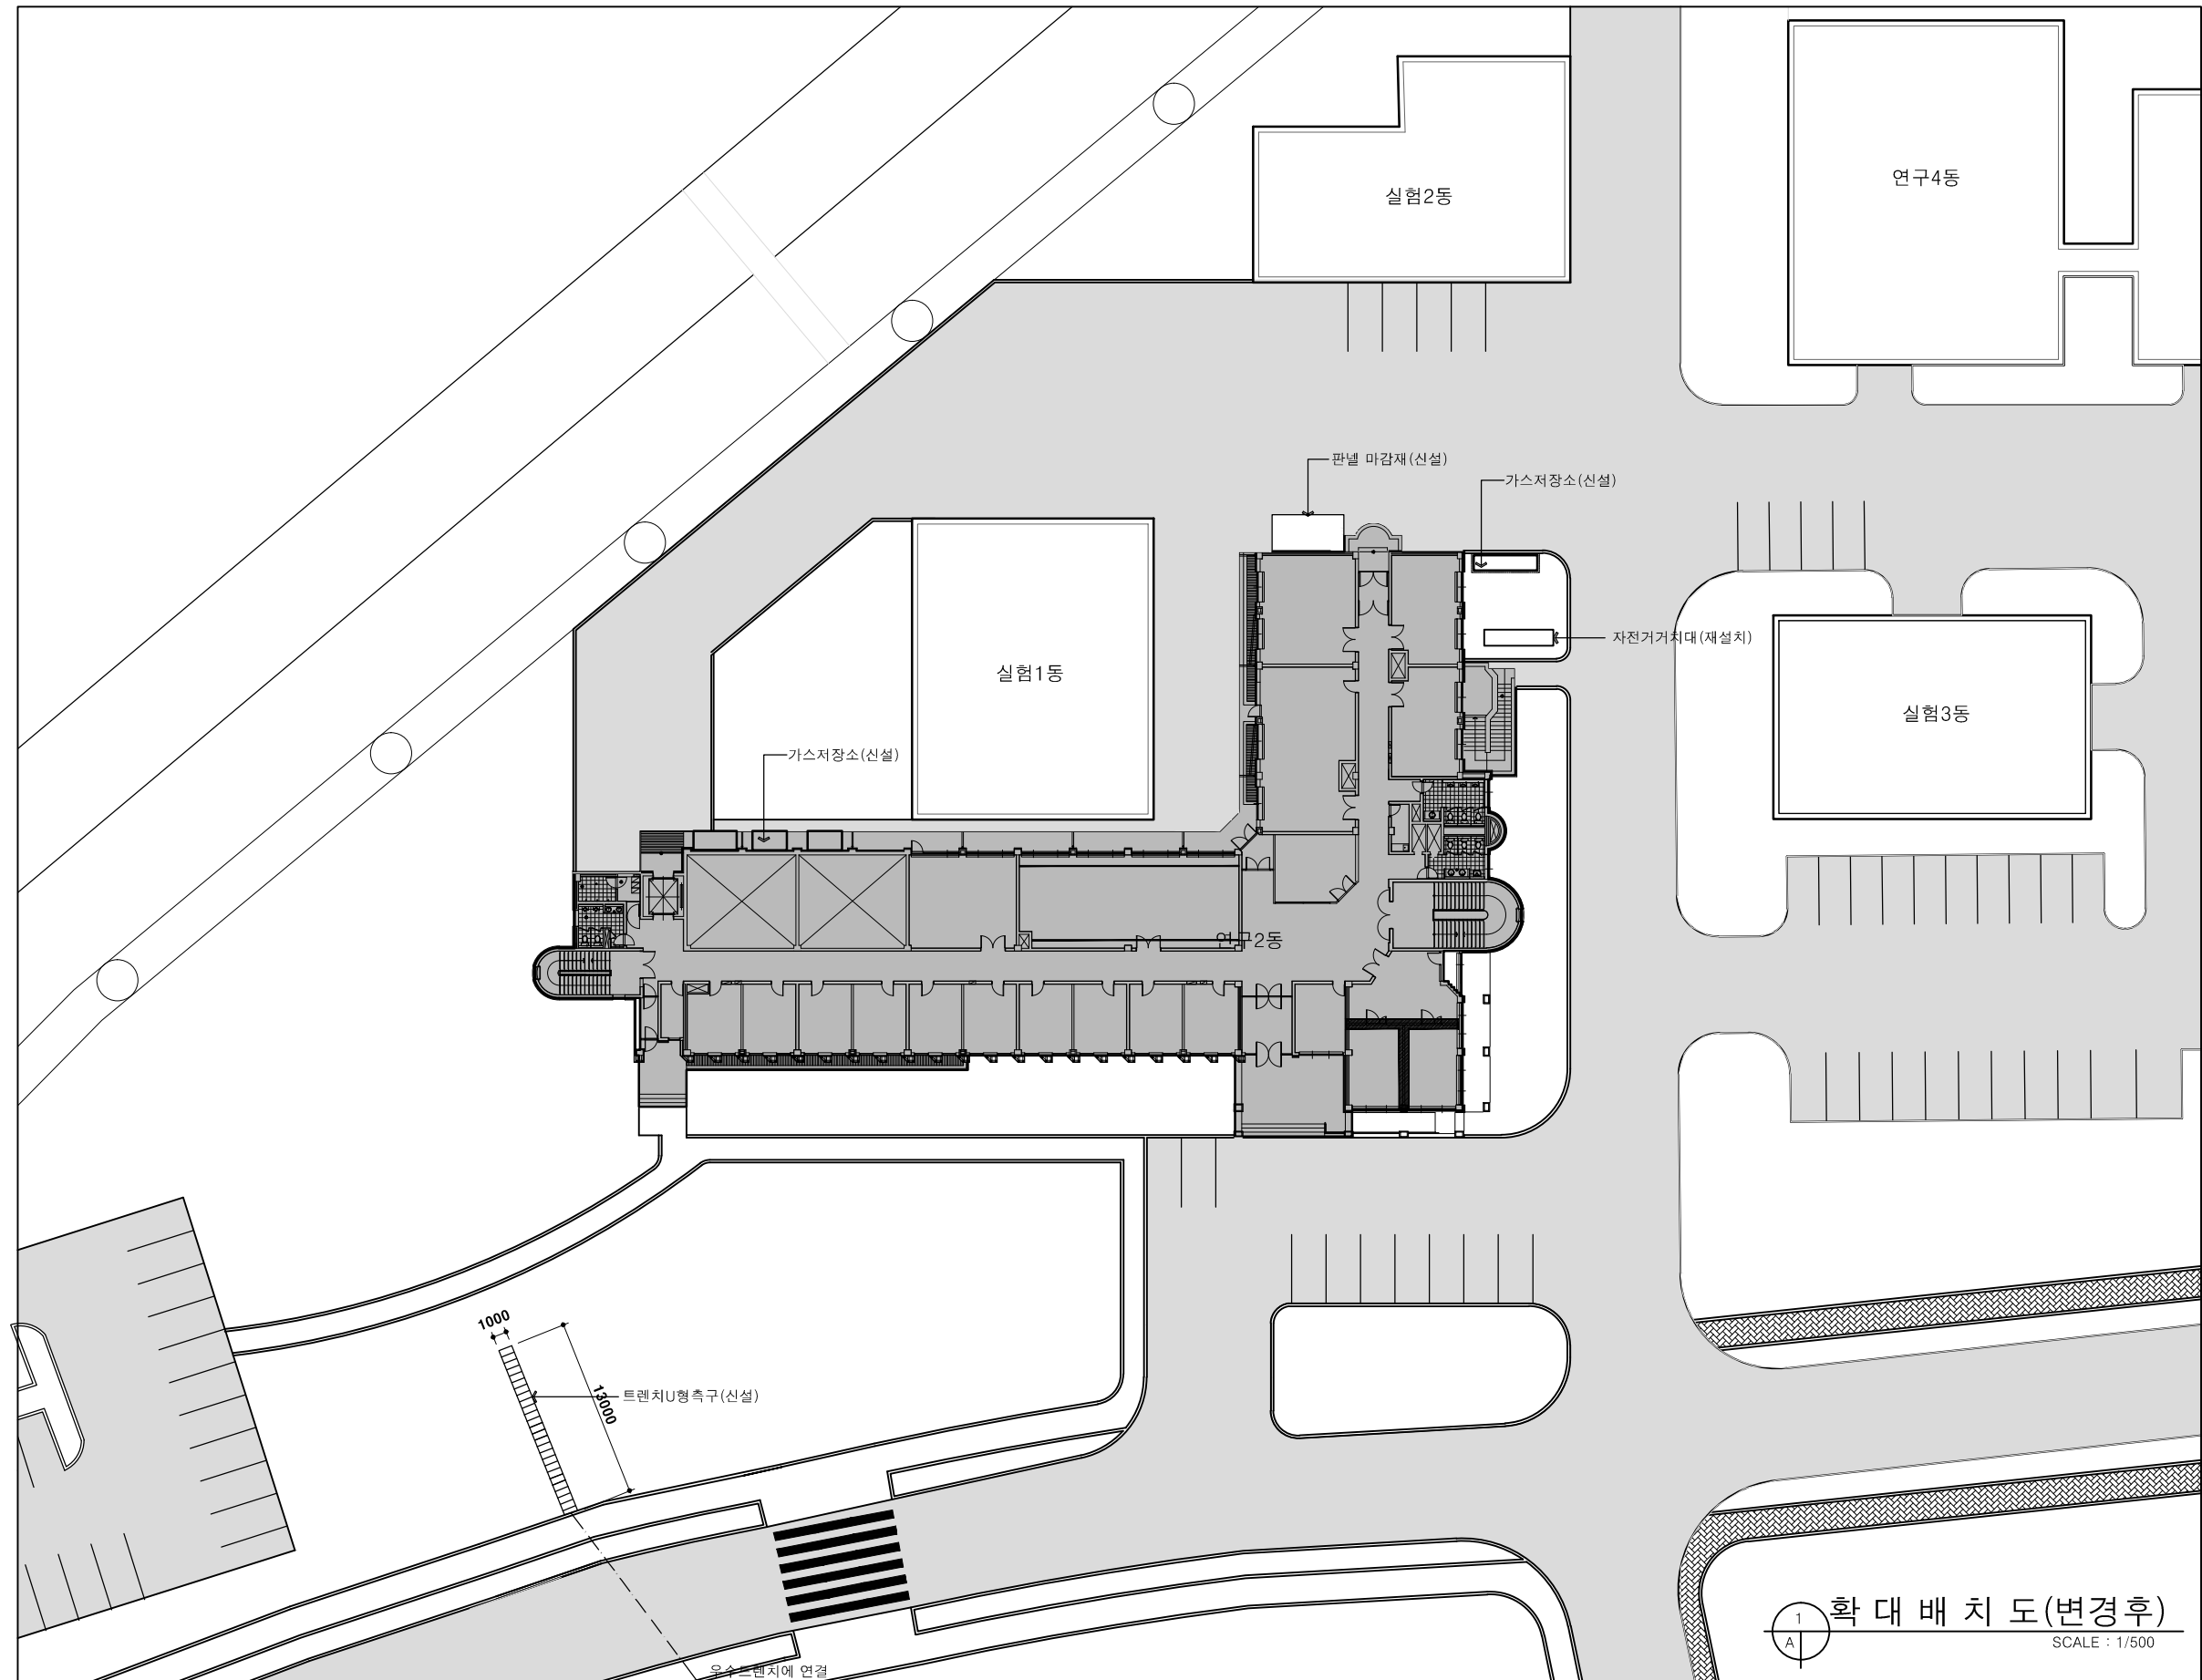 연구4동
실험2동
판넬 마감재(신설)
가스저장소(신설)
자전거거치대(재설치)
실험1동
실험3동
가스저장소(신설)
연구2동
1000
13000
트렌치U형측구(신설)
우수트렌치에 연결
1
A
확 대 배 치 도(변경후)
SCALE : 1/500